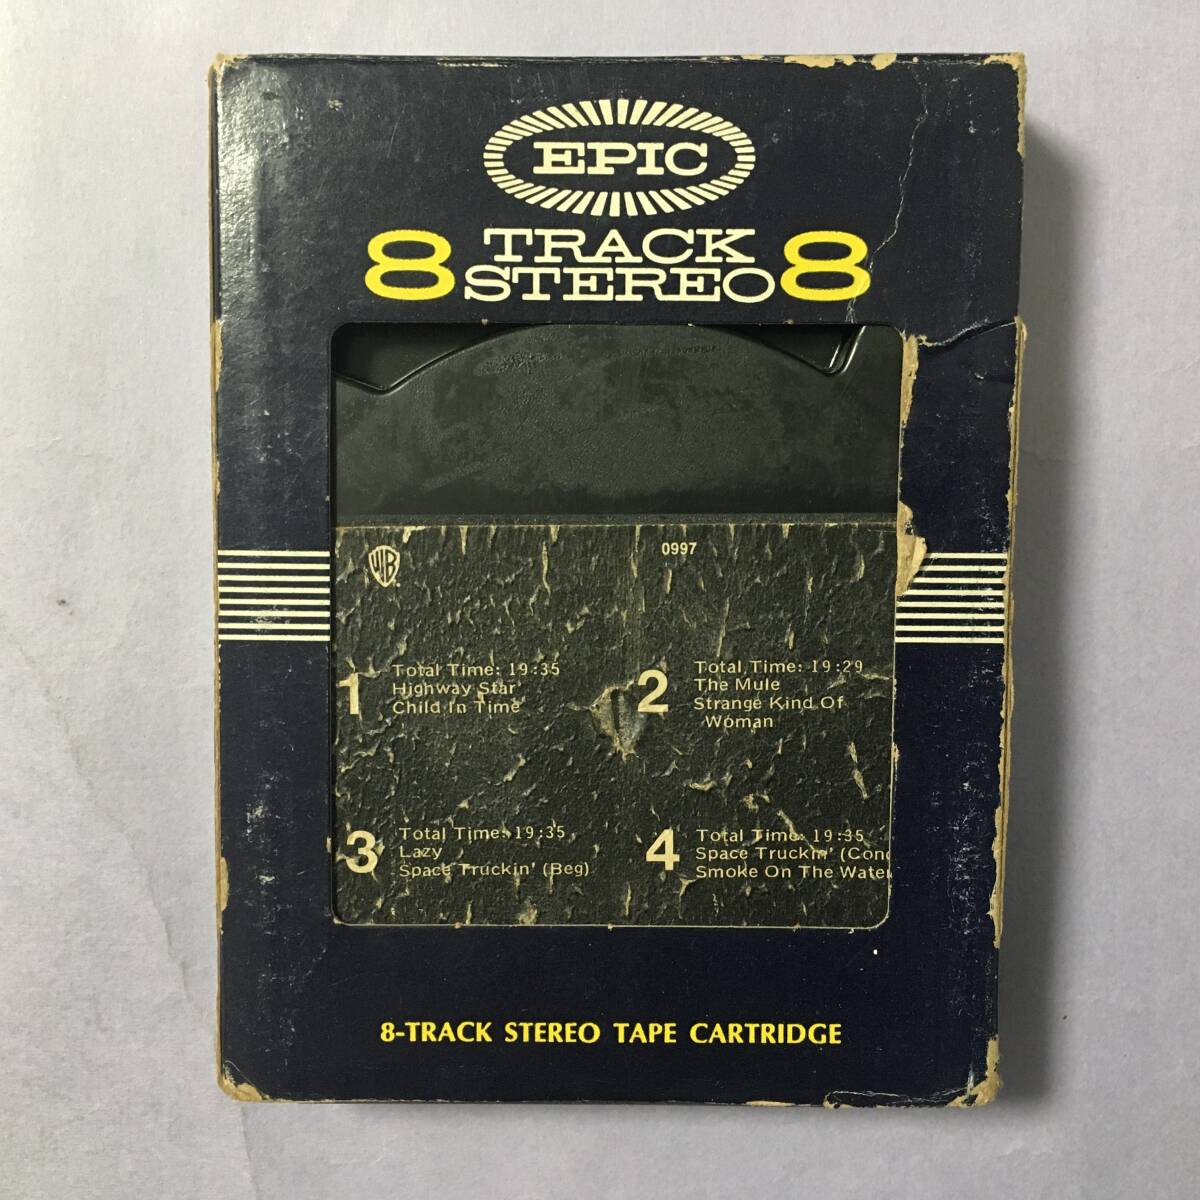 EPIC
8 TRACK STEREO 8
WB
0997
1
Total Time: 19:35
Highway Star
Child In Time
2
Total Time: 19:29
The Mule
Strange Kind Of
Woman
3
Total Time: 19:35
Lazy
Space Truckin' (Beg)
4
Total Time: 19:35
Space Truckin' (Conc
Smoke On The Water
8-TRACK STEREO TAPE CARTRIDGE